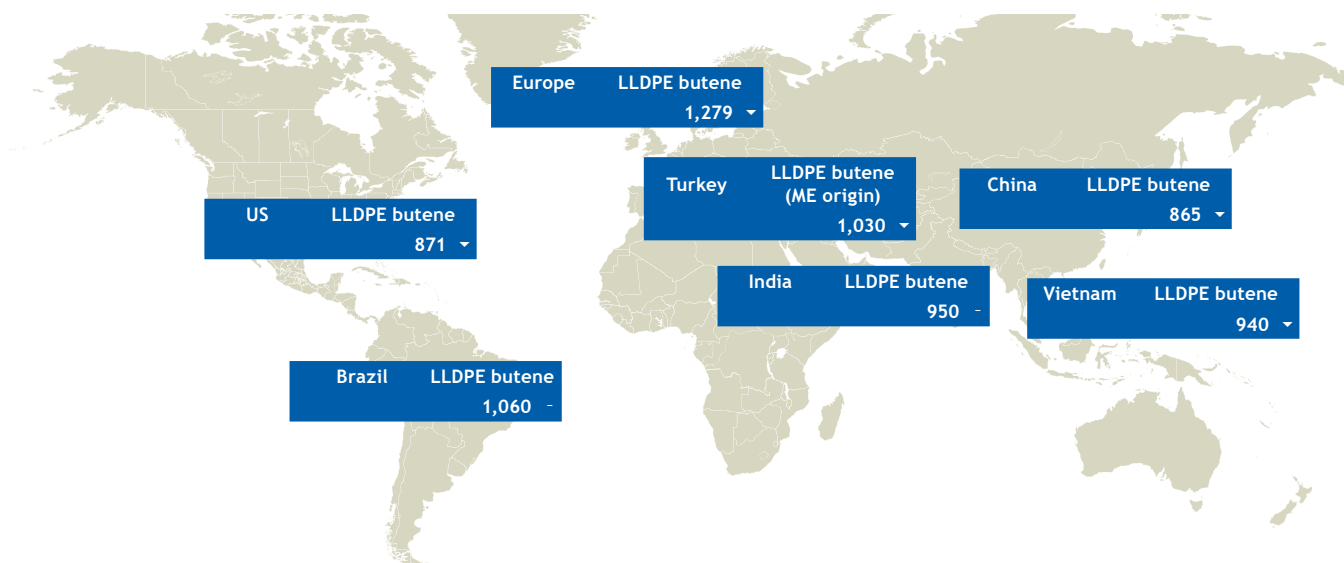 Europe LLDPE butene
1,279
Turkey LLDPE butene
(ME origin)
1,030
China LLDPE butene
865
US LLDPE butene
871
India LLDPE butene
950 -
Vietnam LLDPE butene
940
Brazil LLDPE butene
1,060 -